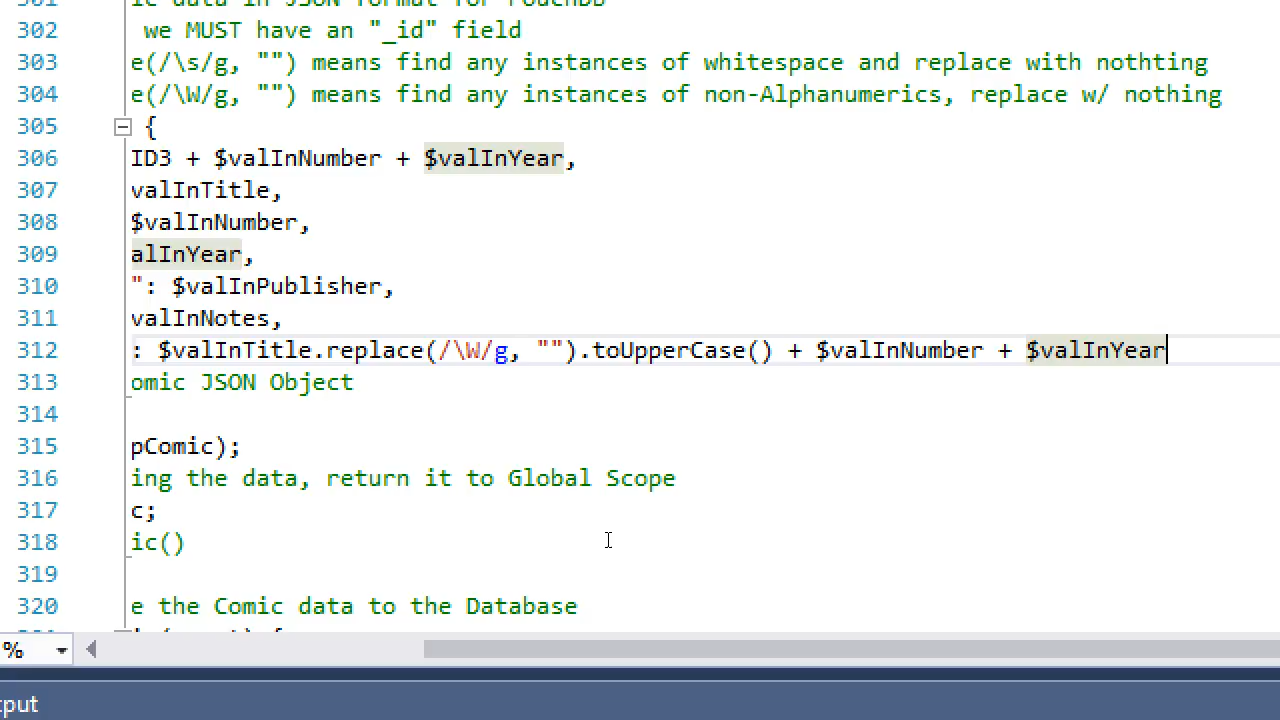 301 ic data in JSON format for PouchDB
302 we MUST have an "_id" field
303 e(/\s/g, "") means find any instances of whitespace and replace with nothting
304 e(/\W/g, "") means find any instances of non-Alphanumerics, replace w/ nothing
305 {
306 ID3 + $valInNumber + $valInYear,
307 valInTitle,
308 $valInNumber,
309 alInYear,
310 ": $valInPublisher,
311 valInNotes,
312 : $valInTitle.replace(/\W/g, "").toUpperCase() + $valInNumber + $valInYear
313 omic JSON Object
314
315 pComic);
316 ing the data, return it to Global Scope
317 c;
318 ic()
319
320 e the Comic data to the Database
%
tput